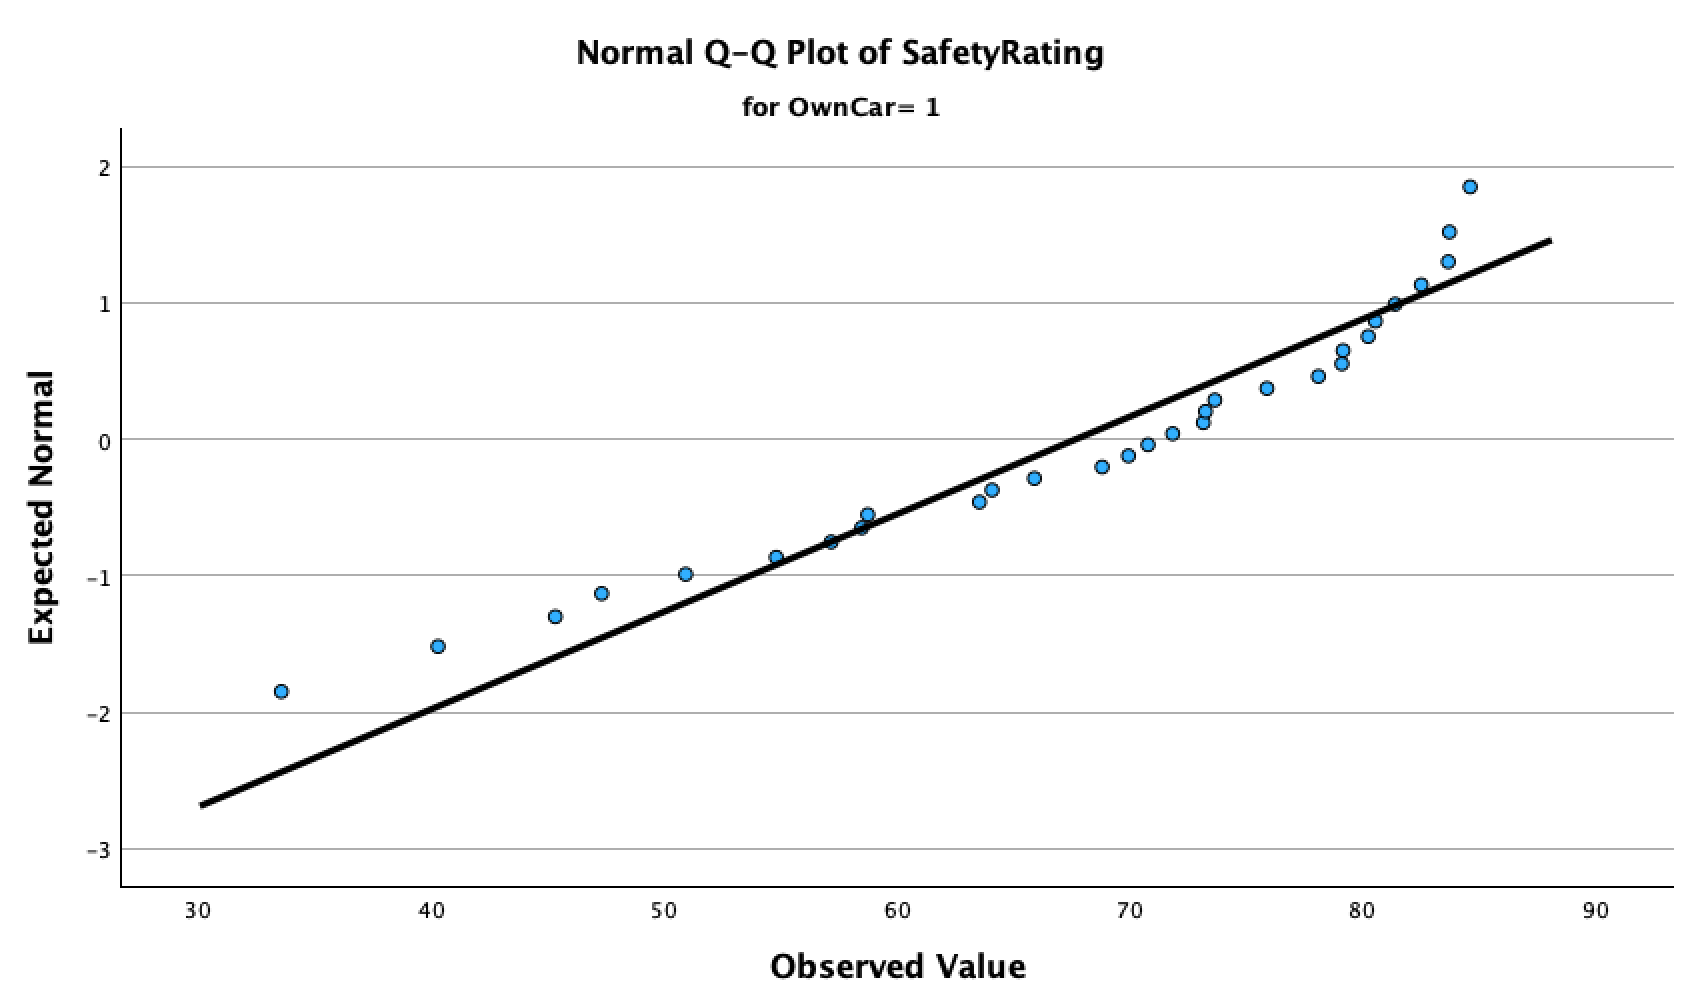 Normal Q-Q Plot of SafetyRating
for OwnCar= 1
Expected Normal
2
1
0
-1
-2
-3
30 40 50 60 70 80 90
Observed Value